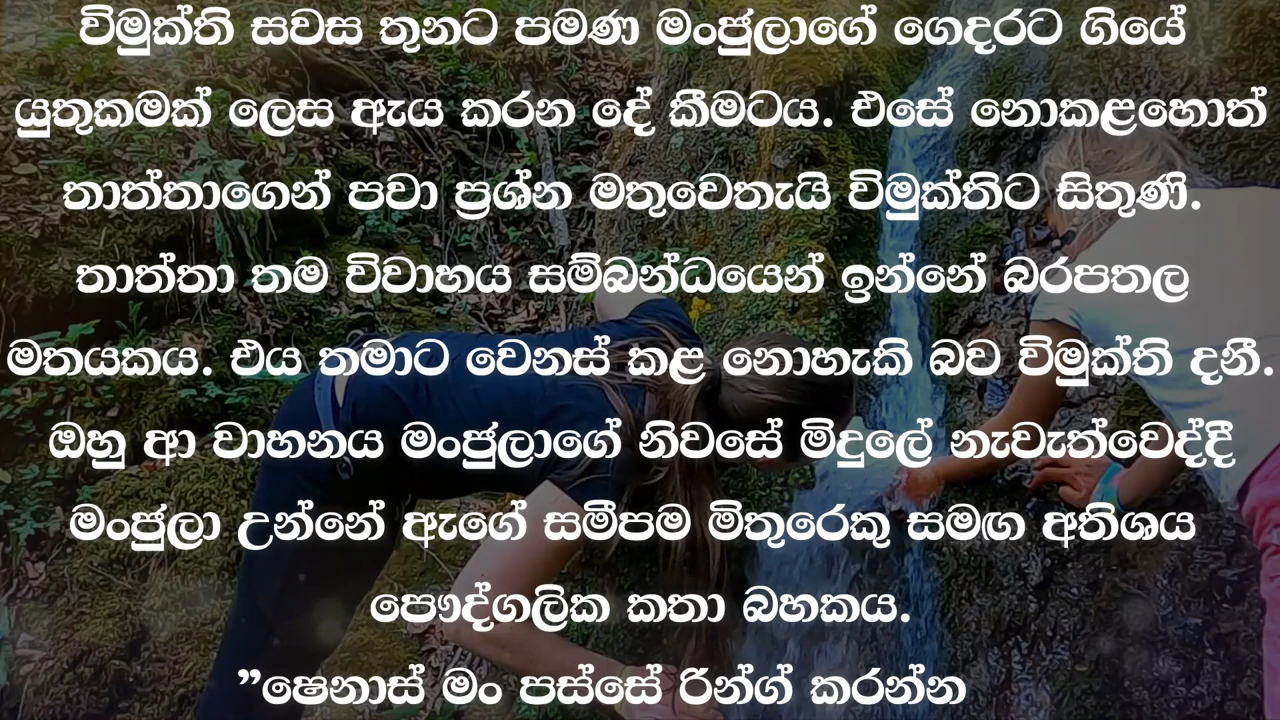 විමුක්ති සවස තුනට පමණ මංජුලාගේ ගෙදරට ගියේ
යුතුකමක් ලෙස ඇය කරන දේ කීමටය. එසේ නොකළහොත්
තාත්තාගෙන් පවා ප්‍රශ්න මතුවෙතැයි විමුක්තිට සිතුණි.
තාත්තා තම විවාහය සම්බන්ධයෙන් ඉන්නේ බරපතල
මතයකය. එය තමාට වෙනස් කළ නොහැකි බව විමුක්ති දනී.
ඔහු ආ වාහනය මංජුලාගේ නිවසේ මිදුලේ නැවැත්වෙද්දී
මංජුලා උන්නේ ඇගේ සමීපම මිතුරෙකු සමඟ අතිශය
පෞද්ගලික කතා බහකය.
”ෂෙනාස් මං පස්සේ රින්ග් කරන්න